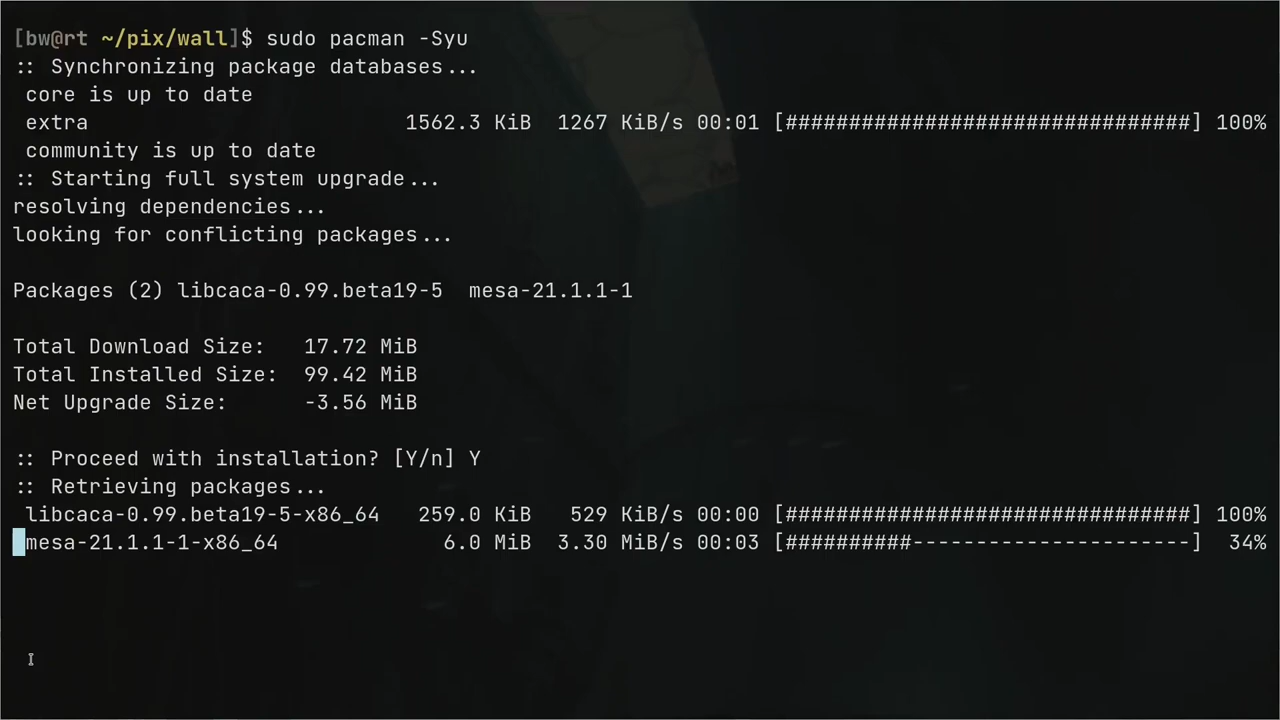 [bw@rt ~/pix/wall]$ sudo pacman -Syu
:: Synchronizing package databases...
 core is up to date
 extra                         1562.3 KiB  1267 KiB/s 00:01 [################################] 100%
 community is up to date
:: Starting full system upgrade...
resolving dependencies...
looking for conflicting packages...

Packages (2) libcaca-0.99.beta19-5  mesa-21.1.1-1

Total Download Size:   17.72 MiB
Total Installed Size:  99.42 MiB
Net Upgrade Size:      -3.56 MiB

:: Proceed with installation? [Y/n] Y
:: Retrieving packages...
 libcaca-0.99.beta19-5-x86_64   259.0 KiB   529 KiB/s 00:00 [################################] 100%
 mesa-21.1.1-1-x86_64             6.0 MiB  3.30 MiB/s 00:03 [##########----------------------]  34%